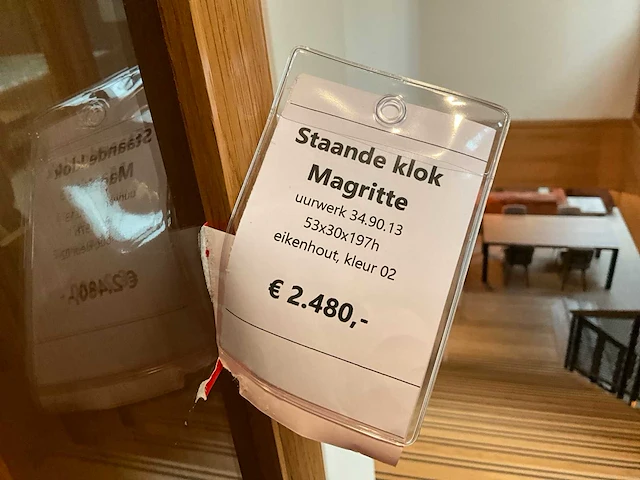 Staande klok
Magritte
uurwerk 34.90.13
53x30x197h
eikenhout, kleur 02
€ 2.480,-